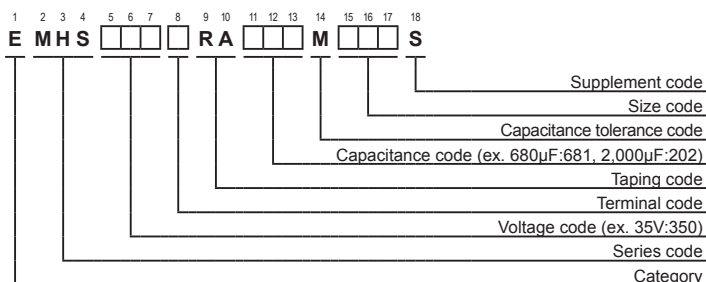 1 2 3 4 5 6 7 8 9 10 11 12 13 14 15 16 17 18
E M H S □ □ □ □ R A □ □ □ M □ □ □ S
Supplement code
Size code
Capacitance tolerance code
Capacitance code (ex. 680μF:681, 2,000μF:202)
Taping code
Terminal code
Voltage code (ex. 35V:350)
Series code
Category